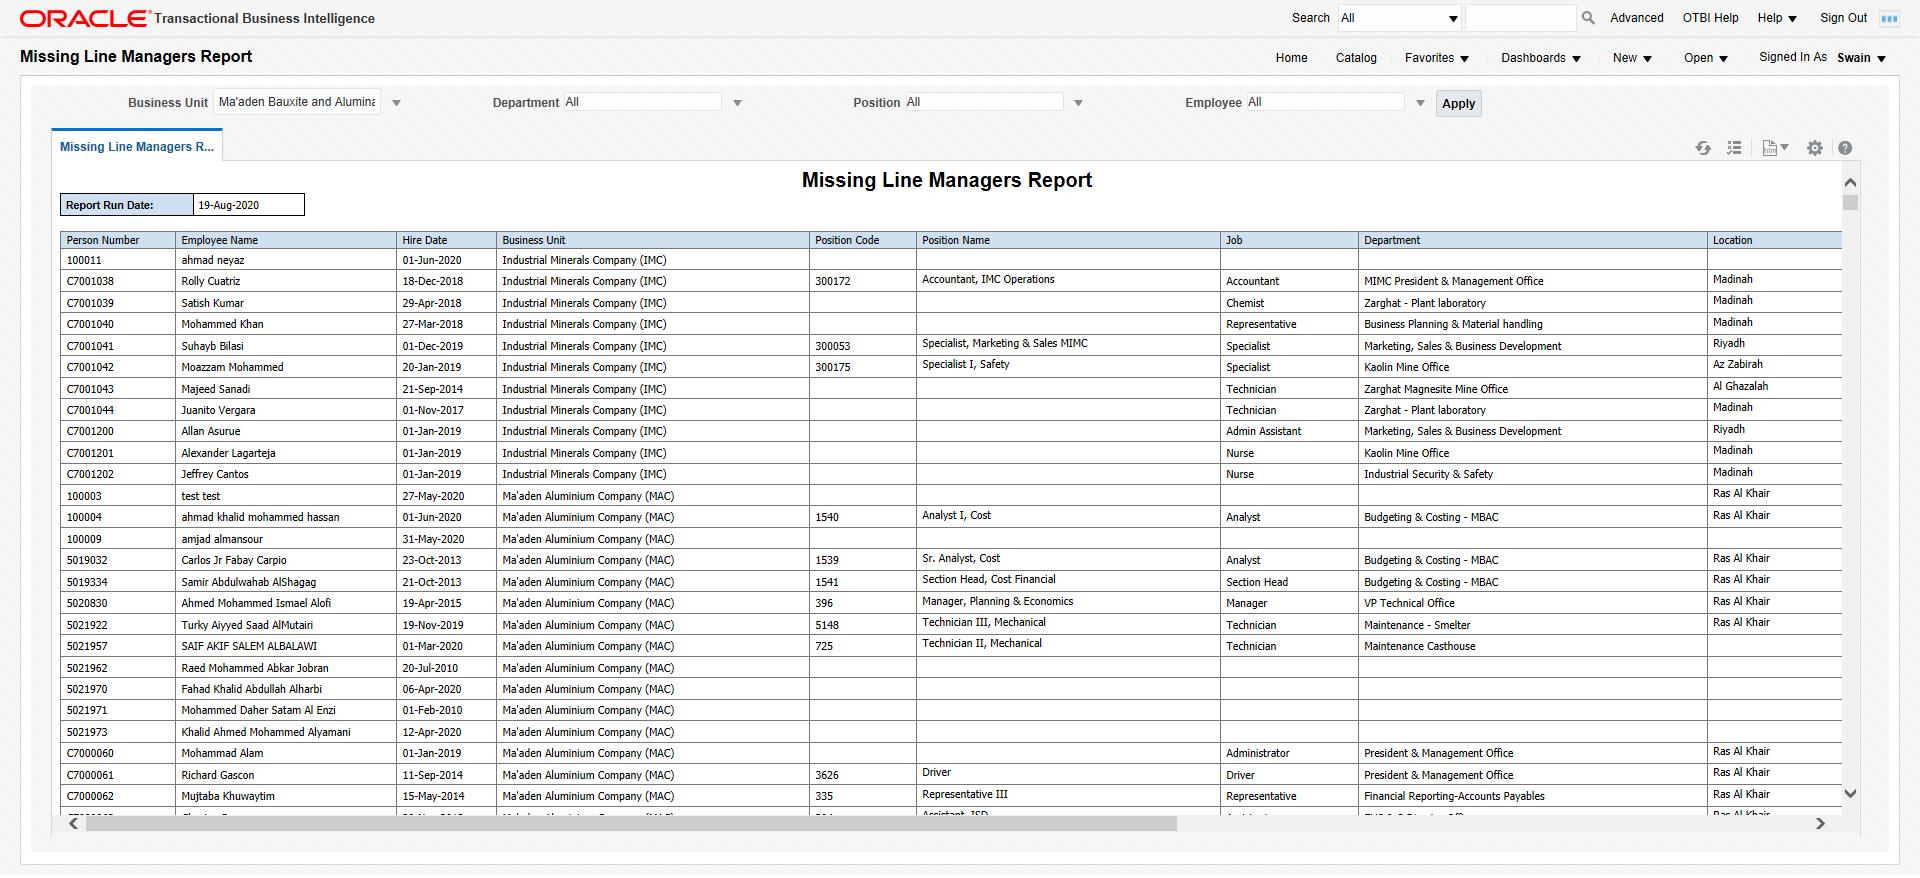 ORACLE Transactional Business Intelligence Search All Advanced OTBI Help Help Sign Out
Missing Line Managers Report Home Catalog Favorites Dashboards New Open Signed In As Swain
Business Unit Ma'aden Bauxite and Alumina Department All Position All Employee All Apply
Missing Line Managers R...
Missing Line Managers Report
Report Run Date: 19-Aug-2020
Person Number Employee Name Hire Date Business Unit Position Code Position Name Job Department Location
100011 ahmad neyaz 01-Jun-2020 Industrial Minerals Company (IMC)
C7001038 Rolly Cuatriz 18-Dec-2018 Industrial Minerals Company (IMC) 300172 Accountant, IMC Operations Accountant MIMC President & Management Office Madinah
C7001039 Satish Kumar 29-Apr-2018 Industrial Minerals Company (IMC) Chemist Zarghat - Plant laboratory Madinah
C7001040 Mohammed Khan 27-Mar-2018 Industrial Minerals Company (IMC) Representative Business Planning & Material handling Madinah
C7001041 Suhayb Bilasi 01-Dec-2019 Industrial Minerals Company (IMC) 300053 Specialist, Marketing & Sales MIMC Specialist Marketing, Sales & Business Development Riyadh
C7001042 Moazzam Mohammed 20-Jan-2019 Industrial Minerals Company (IMC) 300175 Specialist I, Safety Specialist Kaolin Mine Office Az Zabirah
C7001043 Majeed Sanadi 21-Sep-2014 Industrial Minerals Company (IMC) Technician Zarghat Magnesite Mine Office Al Ghazalah
C7001044 Juanito Vergara 01-Nov-2017 Industrial Minerals Company (IMC) Technician Zarghat - Plant laboratory Madinah
C7001200 Allan Asurue 01-Jan-2019 Industrial Minerals Company (IMC) Admin Assistant Marketing, Sales & Business Development Riyadh
C7001201 Alexander Lagarteja 01-Jan-2019 Industrial Minerals Company (IMC) Nurse Kaolin Mine Office Madinah
C7001202 Jeffrey Cantos 01-Jan-2019 Industrial Minerals Company (IMC) Nurse Industrial Security & Safety Madinah
100003 test test 27-May-2020 Ma'aden Aluminium Company (MAC) Ras Al Khair
100004 ahmad khalid mohammed hassan 01-Jun-2020 Ma'aden Aluminium Company (MAC) 1540 Analyst I, Cost Analyst Budgeting & Costing - MBAC Ras Al Khair
100009 amjad almansour 31-May-2020 Ma'aden Aluminium Company (MAC)
5019032 Carlos Jr Fabay Carpio 23-Oct-2013 Ma'aden Aluminium Company (MAC) 1539 Sr. Analyst, Cost Analyst Budgeting & Costing - MBAC Ras Al Khair
5019334 Samir Abdulwahab AlShagag 21-Oct-2013 Ma'aden Aluminium Company (MAC) 1541 Section Head, Cost Financial Section Head Budgeting & Costing - MBAC Ras Al Khair
5020830 Ahmed Mohammed Ismael Alofi 19-Apr-2015 Ma'aden Aluminium Company (MAC) 396 Manager, Planning & Economics Manager VP Technical Office Ras Al Khair
5021922 Turky Aiyyed Saad AlMutairi 19-Nov-2019 Ma'aden Aluminium Company (MAC) 5148 Technician III, Mechanical Technician Maintenance - Smelter Ras Al Khair
5021957 SAIF AKIF SALEM ALBALAWI 01-Mar-2020 Ma'aden Aluminium Company (MAC) 725 Technician II, Mechanical Technician Maintenance Casthouse
5021962 Raed Mohammed Abkar Jobran 20-Jul-2010 Ma'aden Aluminium Company (MAC)
5021970 Fahad Khalid Abdullah Alharbi 06-Apr-2020 Ma'aden Aluminium Company (MAC)
5021971 Mohammed Daher Satam Al Enzi 01-Feb-2010 Ma'aden Aluminium Company (MAC)
5021973 Khalid Ahmed Mohammed Alyamani 12-Apr-2020 Ma'aden Aluminium Company (MAC)
C7000060 Mohammad Alam 01-Jan-2019 Ma'aden Aluminium Company (MAC) Administrator President & Management Office Ras Al Khair
C7000061 Richard Gascon 11-Sep-2014 Ma'aden Aluminium Company (MAC) 3626 Driver Driver President & Management Office Ras Al Khair
C7000062 Mujtaba Khuwaytim 15-May-2014 Ma'aden Aluminium Company (MAC) 335 Representative III Representative Financial Reporting-Accounts Payables Ras Al Khair